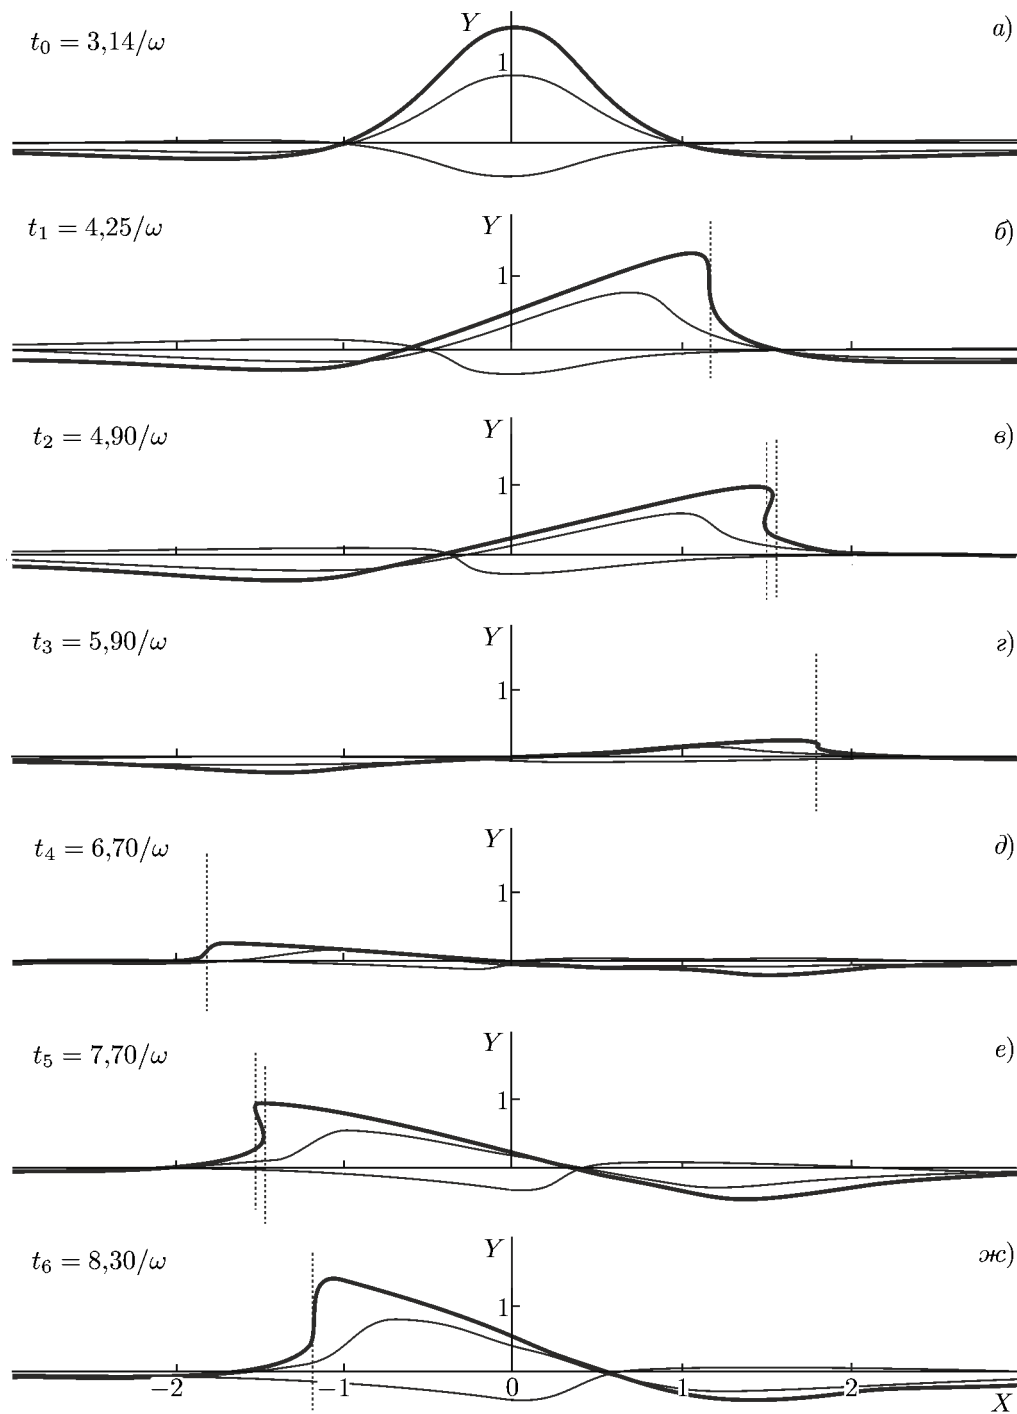 t₀ = 3,14/ω
Y
а)
1
t₁ = 4,25/ω
Y
б)
1
t₂ = 4,90/ω
Y
в)
1
t₃ = 5,90/ω
Y
г)
1
t₄ = 6,70/ω
Y
д)
1
t₅ = 7,70/ω
Y
е)
1
t₆ = 8,30/ω
Y
ж)
1
−2 −1 0 1 2 X